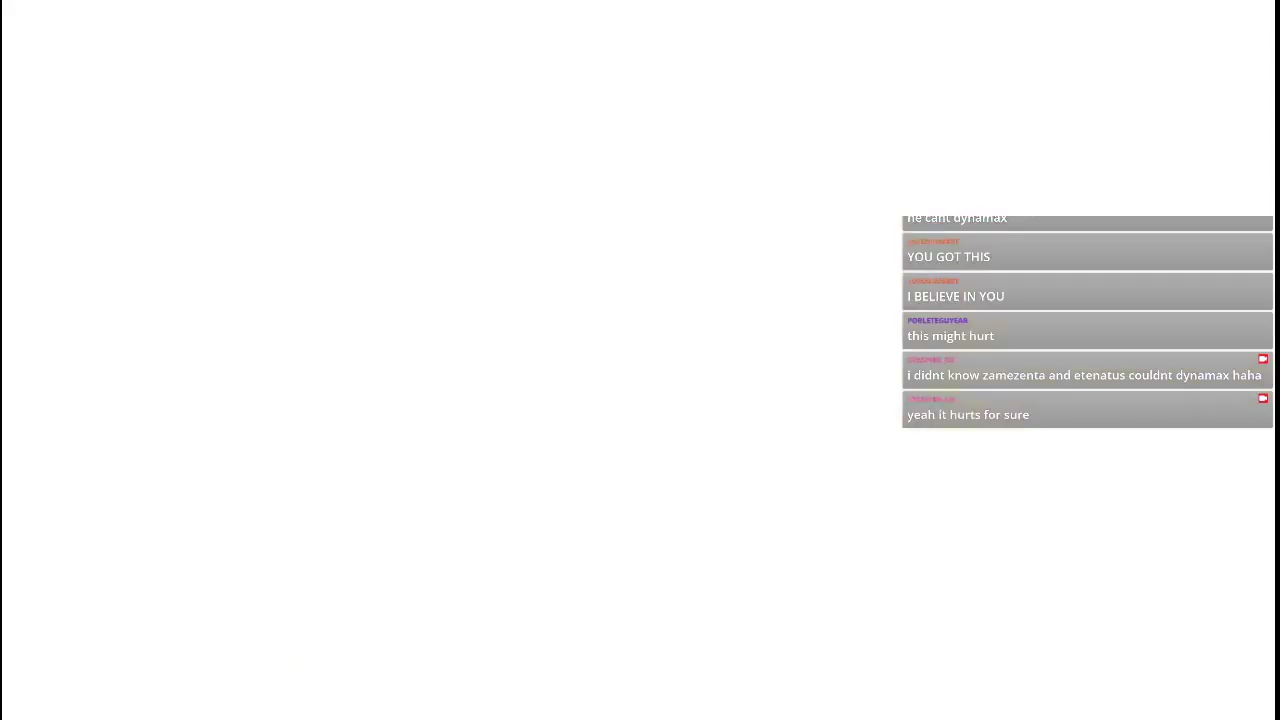 he cant dynamax
YOU GOT THIS
I BELIEVE IN YOU
this might hurt
i didnt know zamezenta and etenatus couldnt dynamax haha
yeah it hurts for sure